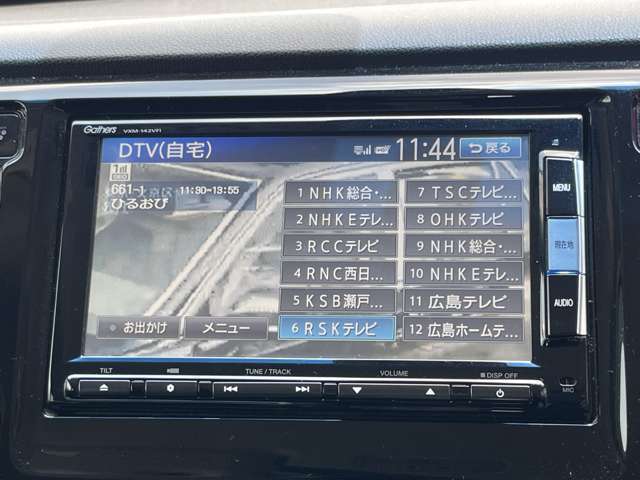 Gathers
VXM-142VFi
DTV(自宅)
11:44
戻る
661-1
11:30-13:55
ひるおび
1 NHK総合・...
2 NHKEテレ...
3 RCCテレビ
4 RNC西日...
5 KSB瀬戸...
6 RSKテレビ
7 TSCテレビ...
8 OHKテレビ
9 NHK総合・...
10 NHKEテレ...
11 広島テレビ
12 広島ホームテ...
お出かけ
メニュー
MENU
現在地
AUDIO
TILT
TUNE / TRACK
VOLUME
DISP OFF
MIC